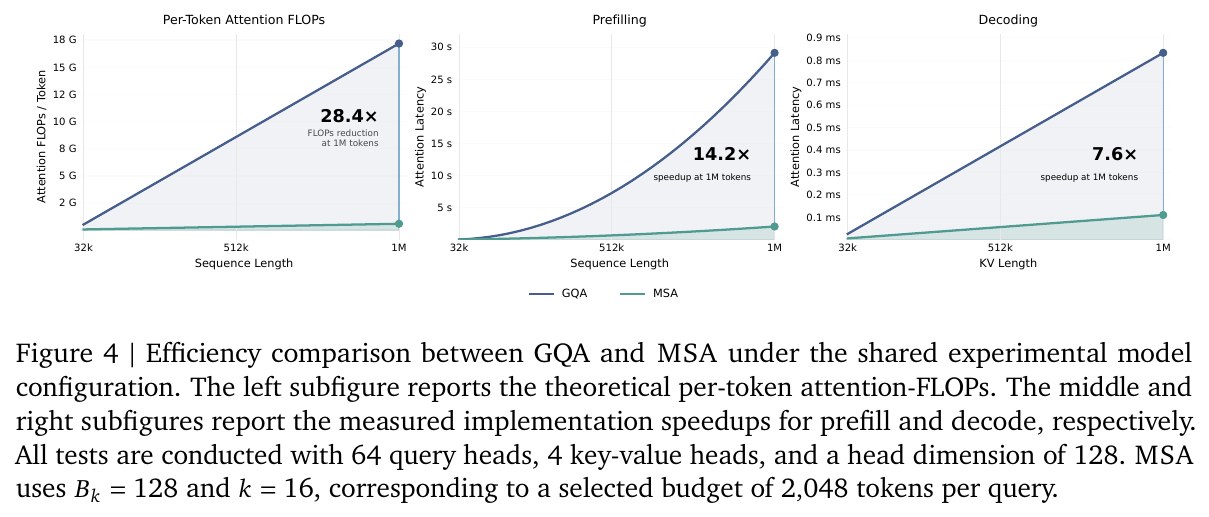 Per-Token Attention FLOPs
18 G
15 G
12 G
10 G
8 G
5 G
2 G
Attention FLOPs / Token
28.4×
FLOPs reduction
at 1M tokens
32k
512k
1M
Sequence Length
Prefilling
30 s
25 s
20 s
15 s
10 s
5 s
Attention Latency
14.2×
speedup at 1M tokens
32k
512k
1M
Sequence Length
Decoding
0.9 ms
0.8 ms
0.7 ms
0.6 ms
0.5 ms
0.4 ms
0.3 ms
0.2 ms
0.1 ms
Attention Latency
7.6×
speedup at 1M tokens
32k
512k
1M
KV Length
GQA
MSA
Figure 4 | Efficiency comparison between GQA and MSA under the shared experimental model
configuration. The left subfigure reports the theoretical per-token attention-FLOPs. The middle and
right subfigures report the measured implementation speedups for prefill and decode, respectively.
All tests are conducted with 64 query heads, 4 key-value heads, and a head dimension of 128. MSA
uses Bₖ = 128 and k = 16, corresponding to a selected budget of 2,048 tokens per query.